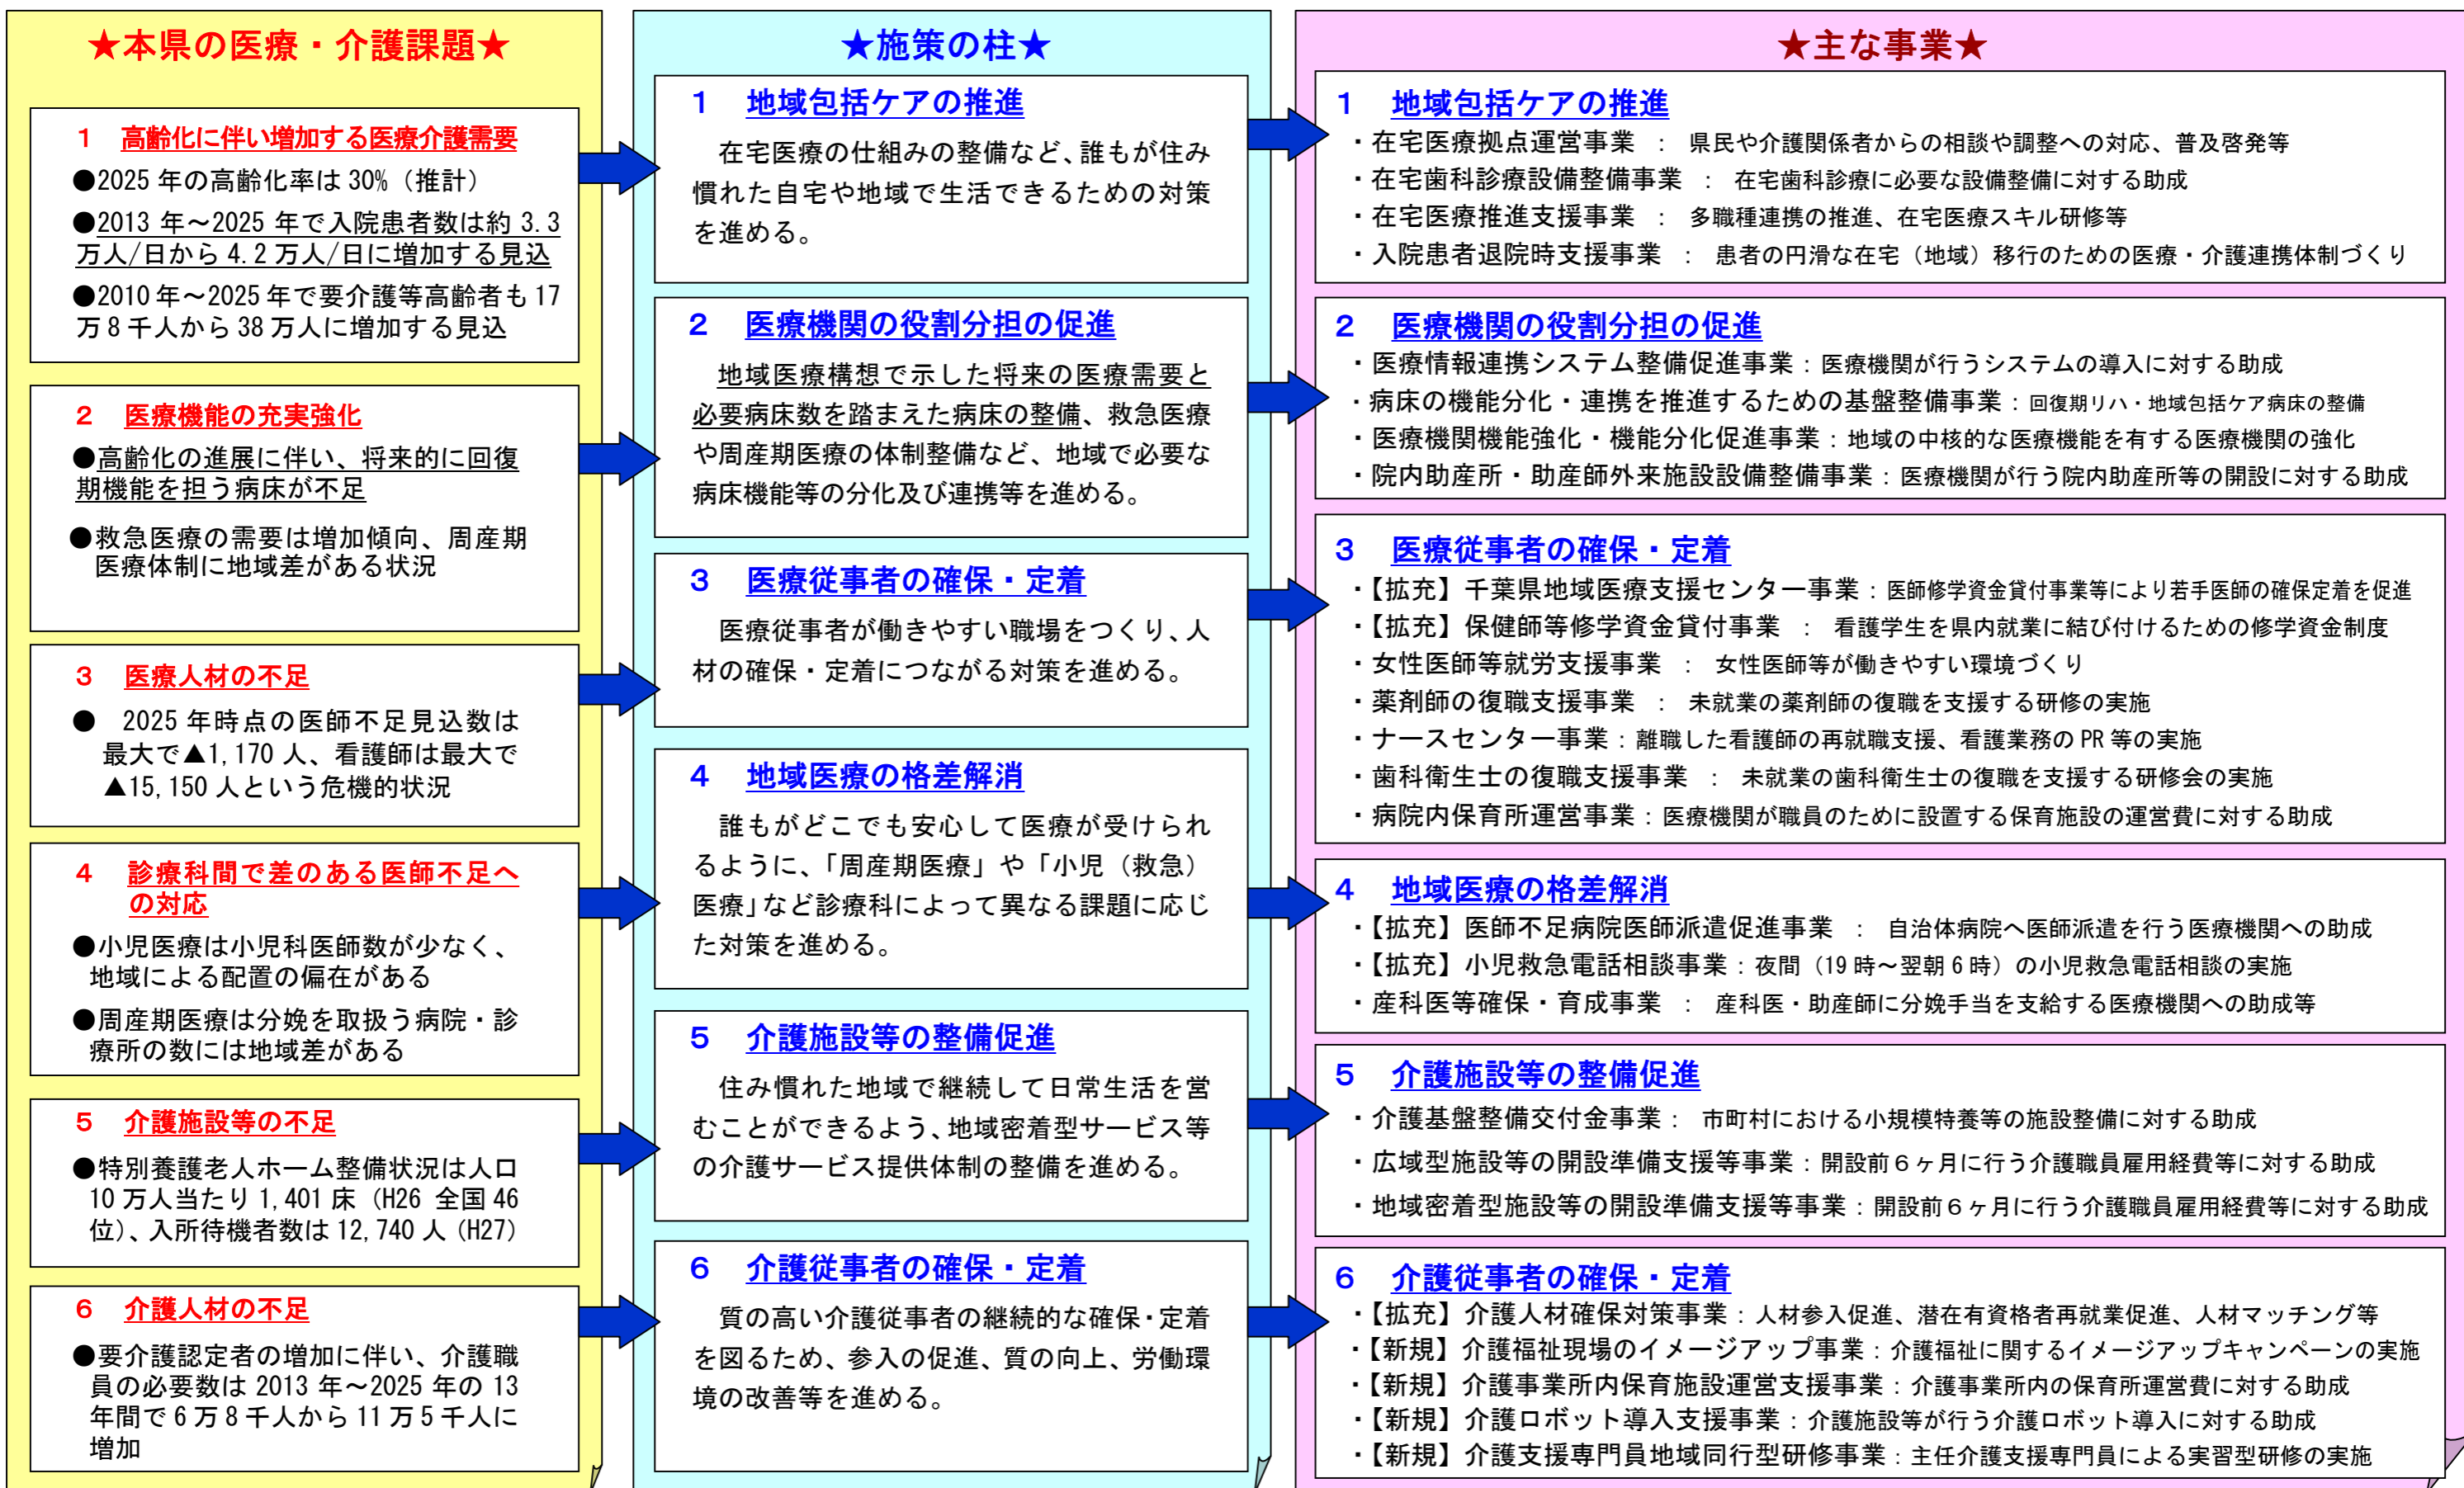 ★本県の医療・介護課題★
1 高齢化に伴い増加する医療介護需要
●2025年の高齢化率は30%（推計）
●2013年～2025年で入院患者数は約3.3
万人/日から4.2万人/日に増加する見込
●2010年～2025年で要介護等高齢者も17
万8千人から38万人に増加する見込
2 医療機能の充実強化
●高齢化の進展に伴い、将来的に回復
期機能を担う病床が不足
●救急医療の需要は増加傾向、周産期
医療体制に地域差がある状況
3 医療人材の不足
● 2025年時点の医師不足見込数は
最大で▲1,170人、看護師は最大で
▲15,150人という危機的状況
4 診療科間で差のある医師不足へ
の対応
●小児医療は小児科医師数が少なく、
地域による配置の偏在がある
●周産期医療は分娩を取扱う病院・診
療所の数には地域差がある
5 介護施設等の不足
●特別養護老人ホーム整備状況は人口
10万人当たり1,401床（H26 全国46
位）、入所待機者数は12,740人（H27）
6 介護人材の不足
●要介護認定者の増加に伴い、介護職
員の必要数は2013年～2025年の13
年間で6万8千人から11万5千人に
増加
★施策の柱★
1 地域包括ケアの推進
在宅医療の仕組みの整備など、誰もが住み
慣れた自宅や地域で生活できるための対策
を進める。
2 医療機関の役割分担の促進
地域医療構想で示した将来の医療需要と
必要病床数を踏まえた病床の整備、救急医療
や周産期医療の体制整備など、地域で必要な
病床機能等の分化及び連携等を進める。
3 医療従事者の確保・定着
医療従事者が働きやすい職場をつくり、人
材の確保・定着につながる対策を進める。
4 地域医療の格差解消
誰もがどこでも安心して医療が受けられ
るように、「周産期医療」や「小児（救急）
医療」など診療科によって異なる課題に応じ
た対策を進める。
5 介護施設等の整備促進
住み慣れた地域で継続して日常生活を営
むことができるよう、地域密着型サービス等
の介護サービス提供体制の整備を進める。
6 介護従事者の確保・定着
質の高い介護従事者の継続的な確保・定着
を図るため、参入の促進、質の向上、労働環
境の改善等を進める。
★主な事業★
1 地域包括ケアの推進
・在宅医療拠点運営事業 ： 県民や介護関係者からの相談や調整への対応、普及啓発等
・在宅歯科診療設備整備事業 ： 在宅歯科診療に必要な設備整備に対する助成
・在宅医療推進支援事業 ： 多職種連携の推進、在宅医療スキル研修等
・入院患者退院時支援事業 ： 患者の円滑な在宅（地域）移行のための医療・介護連携体制づくり
2 医療機関の役割分担の促進
・医療情報連携システム整備促進事業：医療機関が行うシステムの導入に対する助成
・病床の機能分化・連携を推進するための基盤整備事業：回復期リハ・地域包括ケア病床の整備
・医療機関機能強化・機能分化促進事業：地域の中核的な医療機能を有する医療機関の強化
・院内助産所・助産師外来施設設備整備事業：医療機関が行う院内助産所等の開設に対する助成
3 医療従事者の確保・定着
・【拡充】千葉県地域医療支援センター事業：医師修学資金貸付事業等により若手医師の確保定着を促進
・【拡充】保健師等修学資金貸付事業 ： 看護学生を県内就業に結び付けるための修学資金制度
・女性医師等就労支援事業 ： 女性医師等が働きやすい環境づくり
・薬剤師の復職支援事業 ： 未就業の薬剤師の復職を支援する研修の実施
・ナースセンター事業：離職した看護師の再就職支援、看護業務のPR等の実施
・歯科衛生士の復職支援事業 ： 未就業の歯科衛生士の復職を支援する研修会の実施
・病院内保育所運営事業：医療機関が職員のために設置する保育施設の運営費に対する助成
4 地域医療の格差解消
・【拡充】医師不足病院医師派遣促進事業 ： 自治体病院へ医師派遣を行う医療機関への助成
・【拡充】小児救急電話相談事業：夜間（19時～翌朝6時）の小児救急電話相談の実施
・産科医等確保・育成事業 ： 産科医・助産師に分娩手当を支給する医療機関への助成等
5 介護施設等の整備促進
・介護基盤整備交付金事業： 市町村における小規模特養等の施設整備に対する助成
・広域型施設等の開設準備支援等事業：開設前６ヶ月に行う介護職員雇用経費等に対する助成
・地域密着型施設等の開設準備支援等事業：開設前６ヶ月に行う介護職員雇用経費等に対する助成
6 介護従事者の確保・定着
・【拡充】介護人材確保対策事業：人材参入促進、潜在有資格者再就業促進、人材マッチング等
・【新規】介護福祉現場のイメージアップ事業：介護福祉に関するイメージアップキャンペーンの実施
・【新規】介護事業所内保育施設運営支援事業：介護事業所内の保育所運営費に対する助成
・【新規】介護ロボット導入支援事業：介護施設等が行う介護ロボット導入に対する助成
・【新規】介護支援専門員地域同行型研修事業：主任介護支援専門員による実習型研修の実施